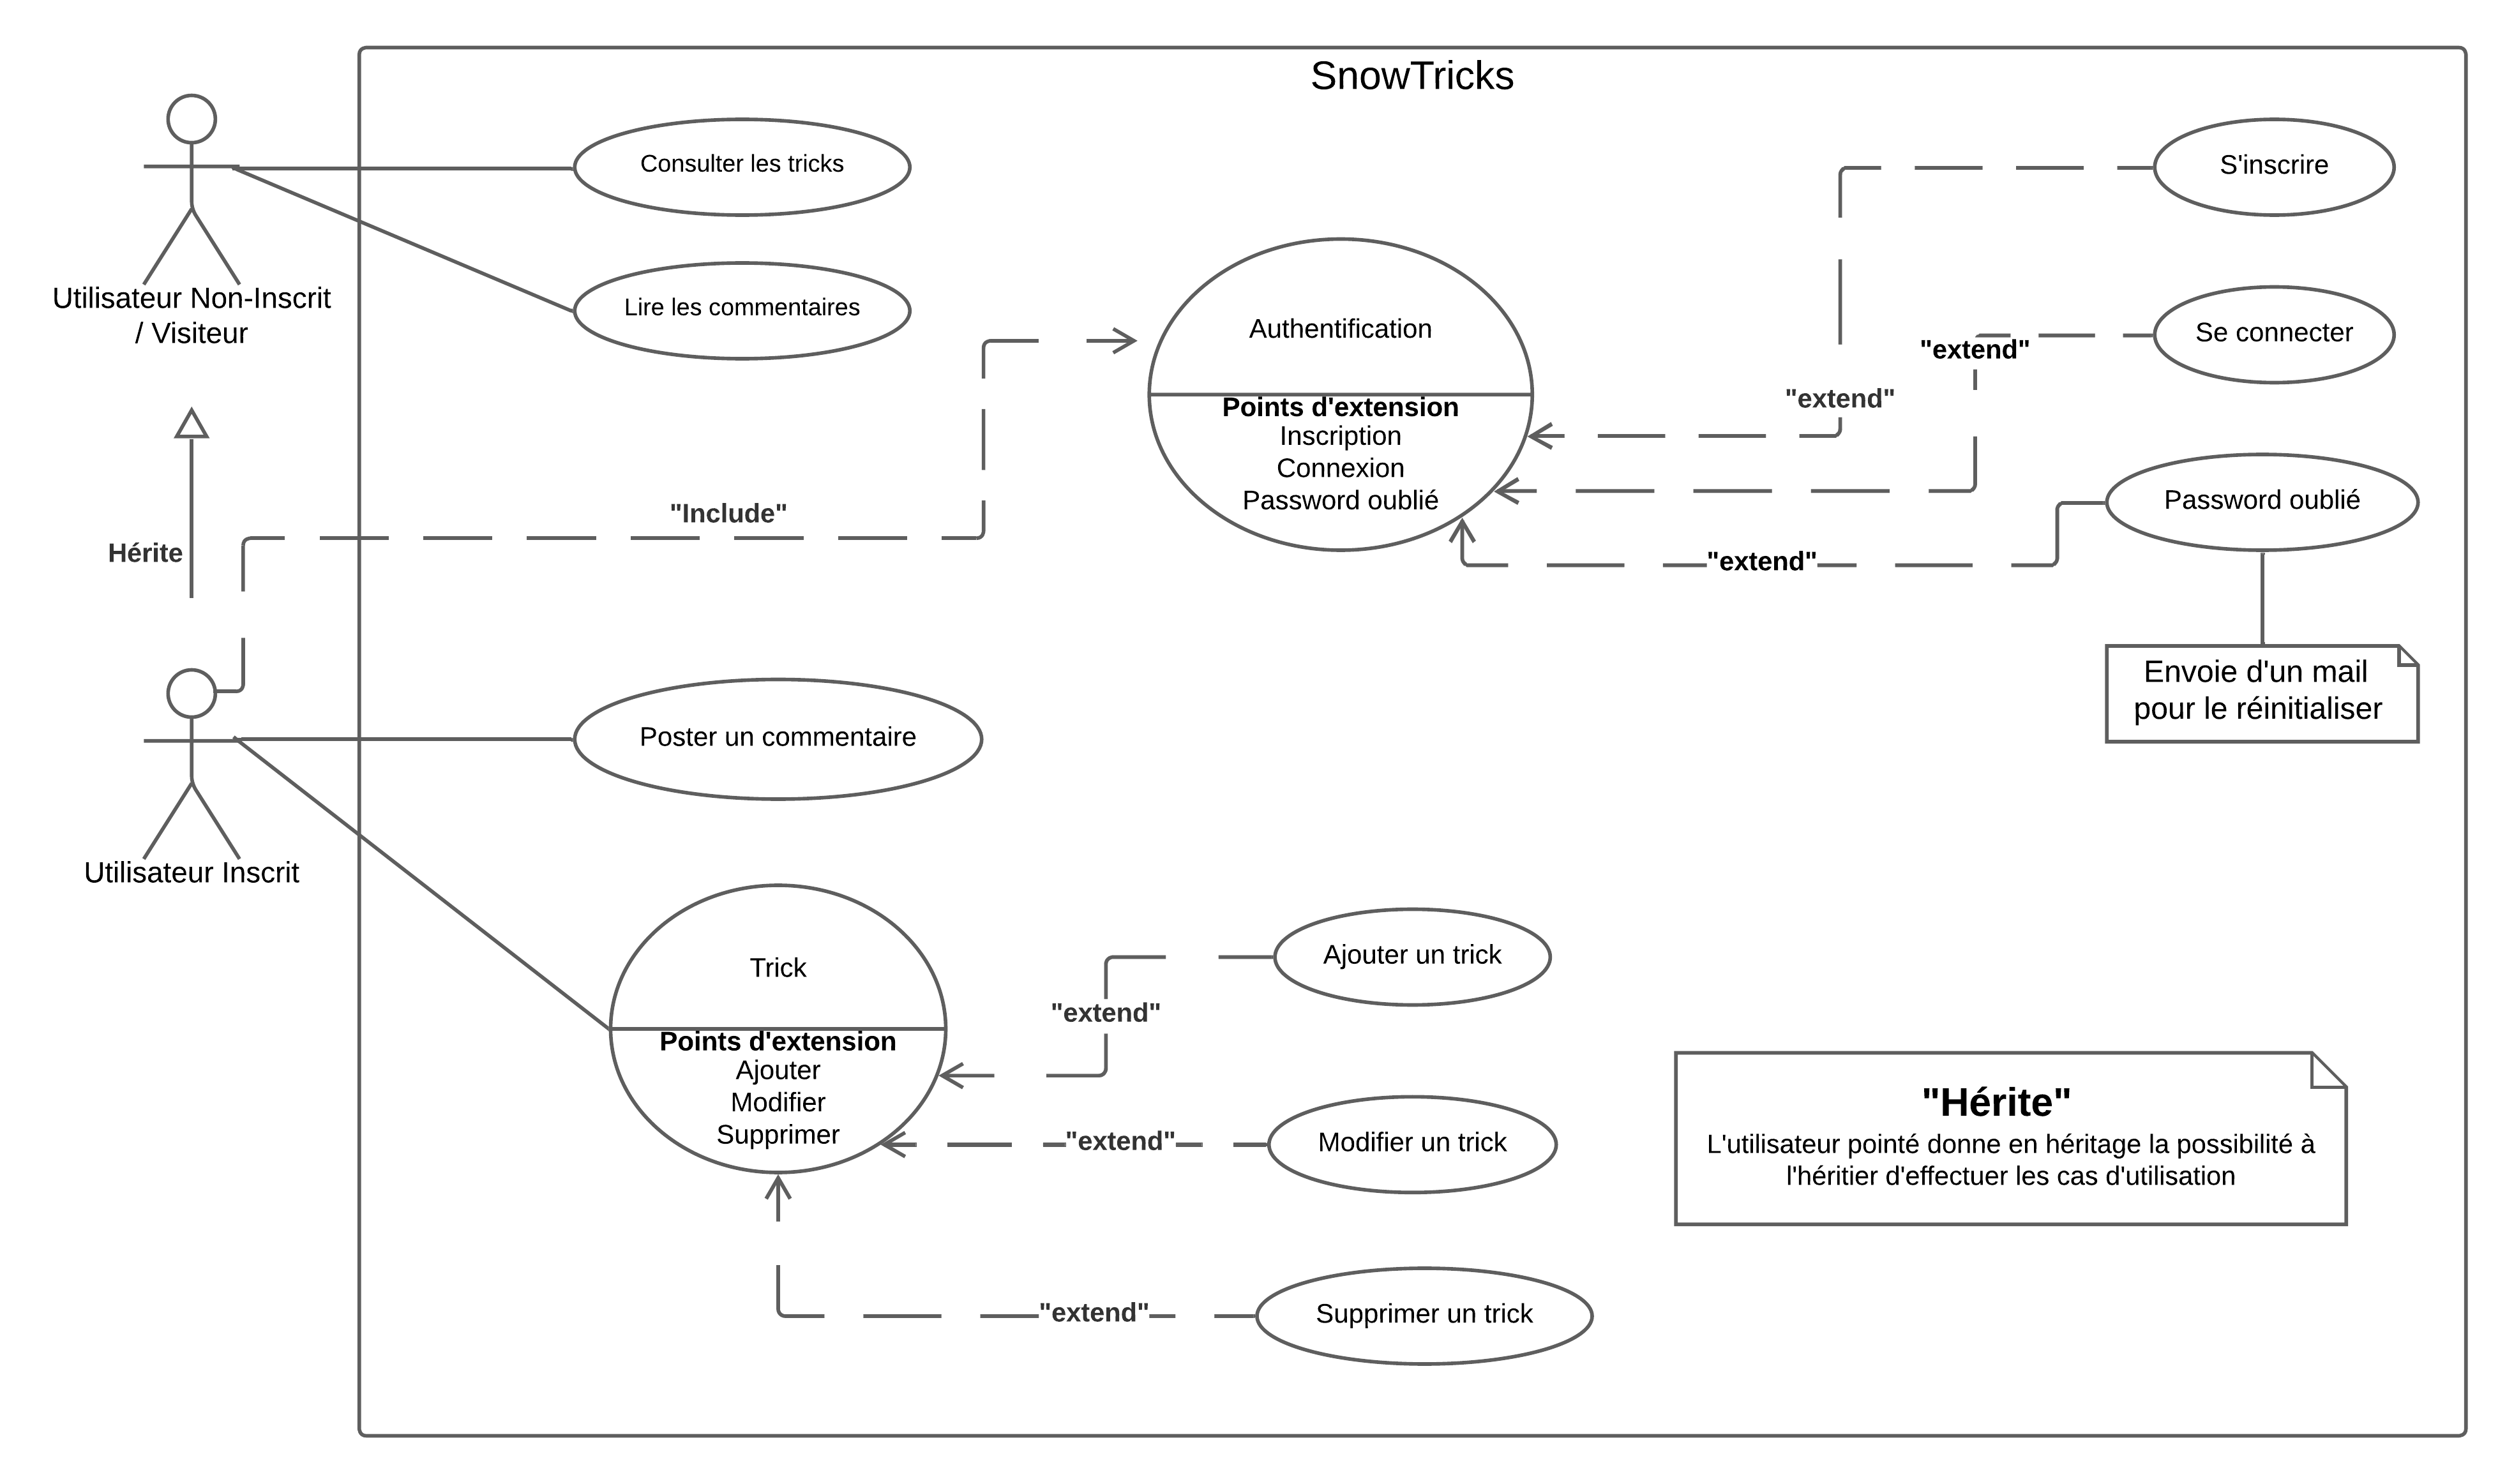 SnowTricks
Consulter les tricks
S'inscrire
Lire les commentaires
Utilisateur Non-Inscrit
/ Visiteur
Authentification
Points d'extension
Inscription
Connexion
Password oublié
Se connecter
"extend"
"extend"
Password oublié
"extend"
"Include"
Hérite
Envoie d'un mail
pour le réinitialiser
Poster un commentaire
Utilisateur Inscrit
Trick
Points d'extension
Ajouter
Modifier
Supprimer
Ajouter un trick
"extend"
Modifier un trick
"extend"
Supprimer un trick
"extend"
"Hérite"
L'utilisateur pointé donne en héritage la possibilité à
l'héritier d'effectuer les cas d'utilisation